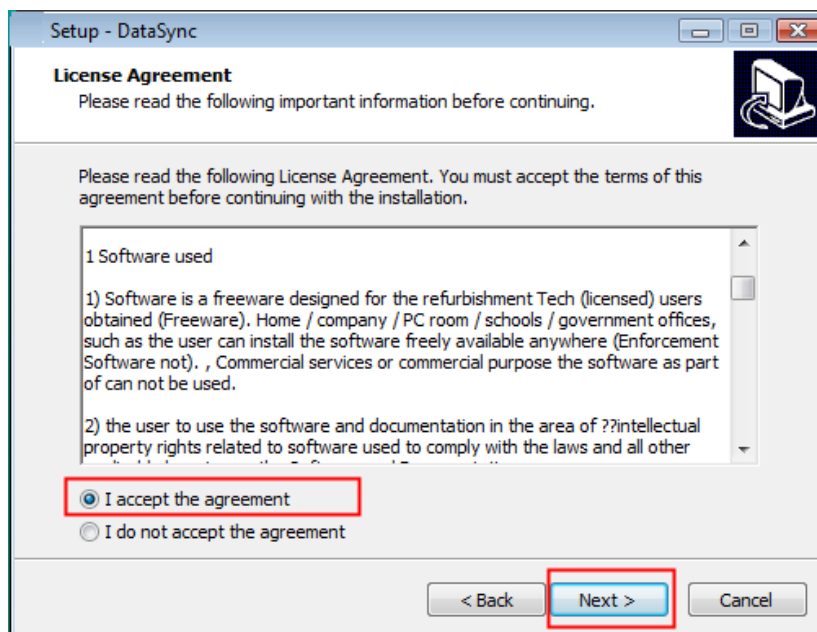 Setup - DataSync
License Agreement
Please read the following important information before continuing.
Please read the following License Agreement. You must accept the terms of this
agreement before continuing with the installation.
1 Software used
1) Software is a freeware designed for the refurbishment Tech (licensed) users
obtained (Freeware). Home / company / PC room / schools / government offices,
such as the user can install the software freely available anywhere (Enforcement
Software not). , Commercial services or commercial purpose the software as part
of can not be used.
2) the user to use the software and documentation in the area of ??intellectual
property rights related to software used to comply with the laws and all other
I accept the agreement
I do not accept the agreement
< Back
Next >
Cancel